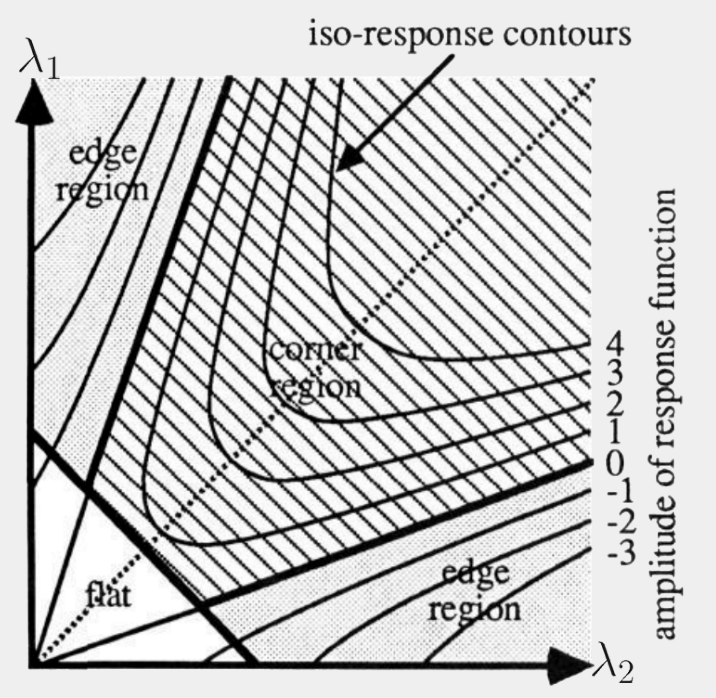 iso-response contours
λ1
edge
region
corner
region
4
3
2
1
0
-1
-2
-3
amplitude of response function
flat
edge
region
λ2